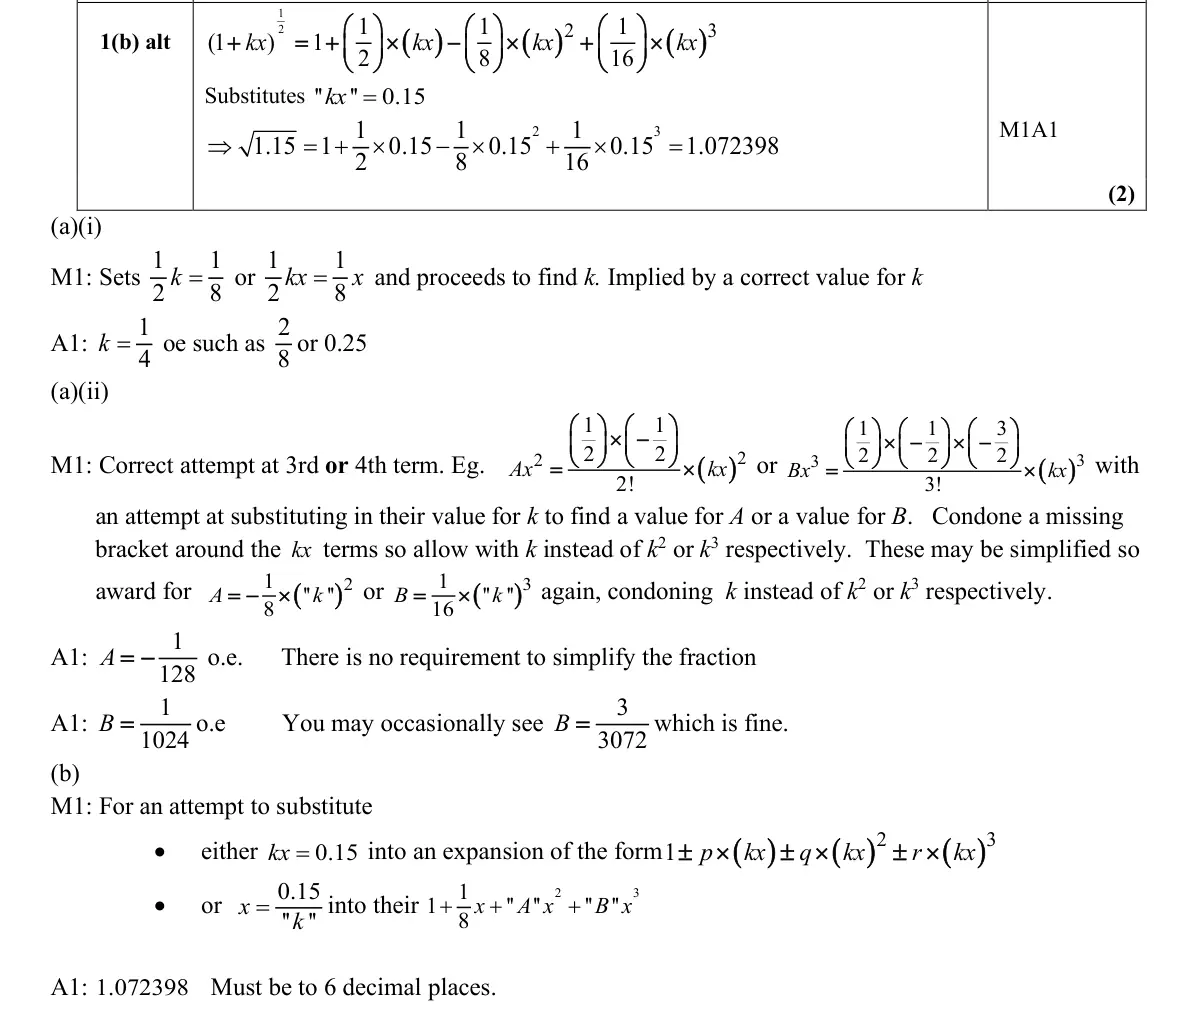 1(b) alt (1+kx)^(1/2) = 1+(1/2)×(kx)−(1/8)×(kx)²+(1/16)×(kx)³
Substitutes "kx" = 0.15
⇒ √1.15 = 1+1/2×0.15−1/8×0.15²+1/16×0.15³ = 1.072398
M1A1
(2)
(a)(i)
M1: Sets 1/2 k = 1/8 or 1/2 kx = 1/8 x and proceeds to find k. Implied by a correct value for k
A1: k = 1/4 oe such as 2/8 or 0.25
(a)(ii)
M1: Correct attempt at 3rd or 4th term. Eg. Ax² = ((1/2)×(−1/2))/2! ×(kx)² or Bx³ = ((1/2)×(−1/2)×(−3/2))/3! ×(kx)³ with
an attempt at substituting in their value for k to find a value for A or a value for B. Condone a missing
bracket around the kx terms so allow with k instead of k² or k³ respectively. These may be simplified so
award for A = −1/8×("k")² or B = 1/16×("k")³ again, condoning k instead of k² or k³ respectively.
A1: A = −1/128 o.e. There is no requirement to simplify the fraction
A1: B = 1/1024 o.e You may occasionally see B = 3/3072 which is fine.
(b)
M1: For an attempt to substitute
• either kx = 0.15 into an expansion of the form 1± p×(kx)±q×(kx)²±r×(kx)³
• or x = 0.15/"k" into their 1+1/8 x+"A"x²+"B"x³
A1: 1.072398 Must be to 6 decimal places.